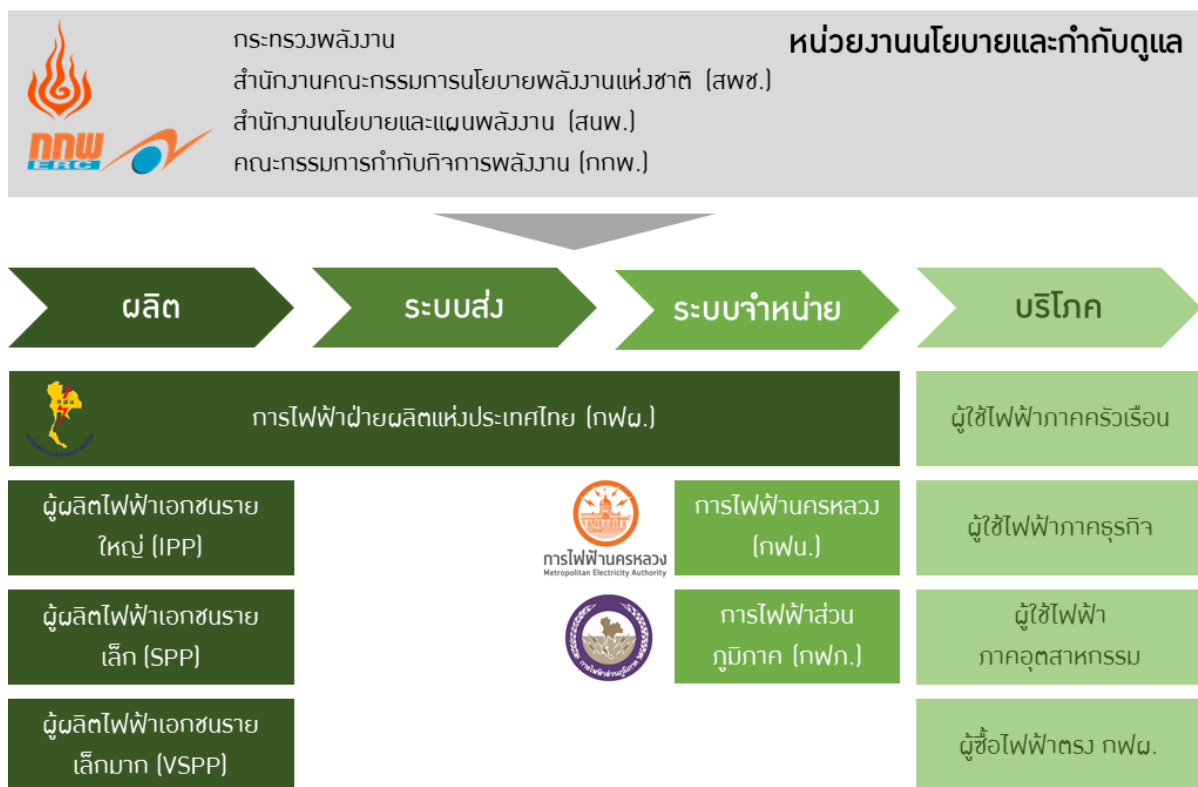 หน่วยงานนโยบายและกำกับดูแล
กระทรวงพลังงาน
สำนักงานคณะกรรมการนโยบายพลังงานแห่งชาติ (สพช.)
สำนักงานนโยบายและแผนพลังงาน (สนพ.)
คณะกรรมการกำกับกิจการพลังงาน (กกพ.)
กกพ
ERC
ผลิต
ระบบส่ง
ระบบจำหน่าย
บริโภค
กฟผ
การไฟฟ้าฝ่ายผลิตแห่งประเทศไทย (กฟผ.)
ผู้ใช้ไฟฟ้าภาคครัวเรือน
ผู้ผลิตไฟฟ้าเอกชนราย
ใหญ่ (IPP)
การไฟฟ้านครหลวง
Metropolitan Electricity Authority
การไฟฟ้านครหลวง
(กฟน.)
ผู้ใช้ไฟฟ้าภาคธุรกิจ
ผู้ผลิตไฟฟ้าเอกชนราย
เล็ก (SPP)
การไฟฟ้าส่วนภูมิภาค
การไฟฟ้าส่วน
ภูมิภาค (กฟภ.)
ผู้ใช้ไฟฟ้า
ภาคอุตสาหกรรม
ผู้ผลิตไฟฟ้าเอกชนราย
เล็กมาก (VSPP)
ผู้ซื้อไฟฟ้าตรง กฟผ.